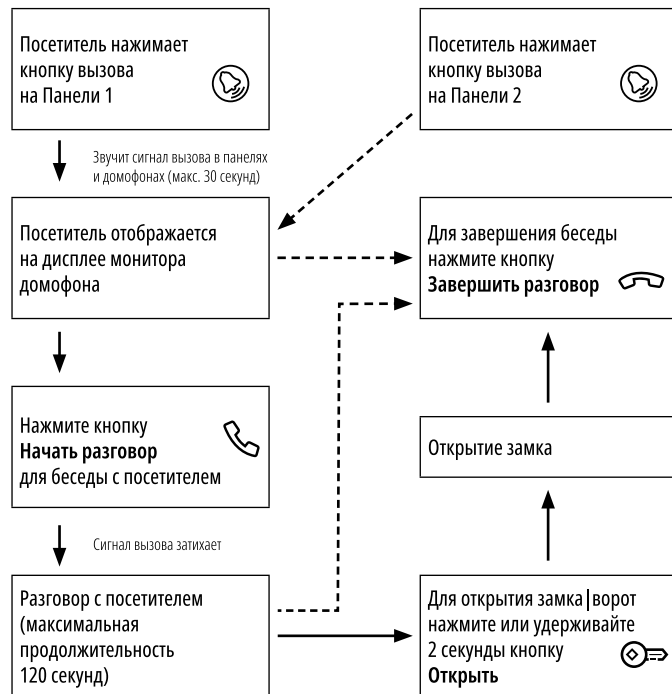 Посетитель нажимает
кнопку вызова
на Панели 1
Посетитель нажимает
кнопку вызова
на Панели 2
Звучит сигнал вызова в панелях
и домофонах (макс. 30 секунд)
Посетитель отображается
на дисплее монитора
домофона
Для завершения беседы
нажмите кнопку
Завершить разговор
Нажмите кнопку
Начать разговор
для беседы с посетителем
Открытие замка
Сигнал вызова затихает
Разговор с посетителем
(максимальная
продолжительность
120 секунд)
Для открытия замка|ворот
нажмите или удерживайте
2 секунды кнопку
Открыть